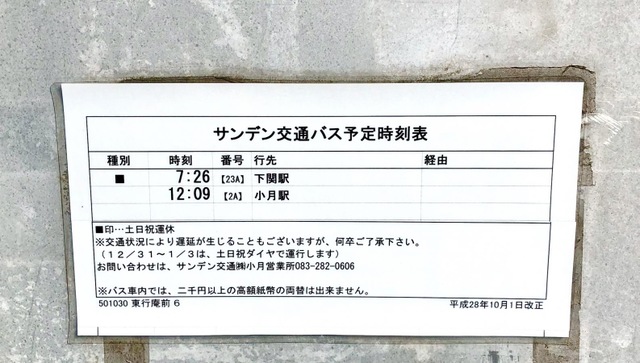 サンデン交通バス予定時刻表
種別 時刻 番号 行先 経由
■ 7:26 【23A】 下関駅
12:09 【2A】 小月駅
■印…土日祝運休
※交通状況により遅延が生じることもございますが、何卒ご了承下さい。
（１２／３１～１／３は、土日祝ダイヤで運行します）
お問い合わせは、サンデン交通㈱小月営業所083-282-0606
※バス車内では、二千円以上の高額紙幣の両替は出来ません。
501030 東行庵前 6 平成28年10月1日改正